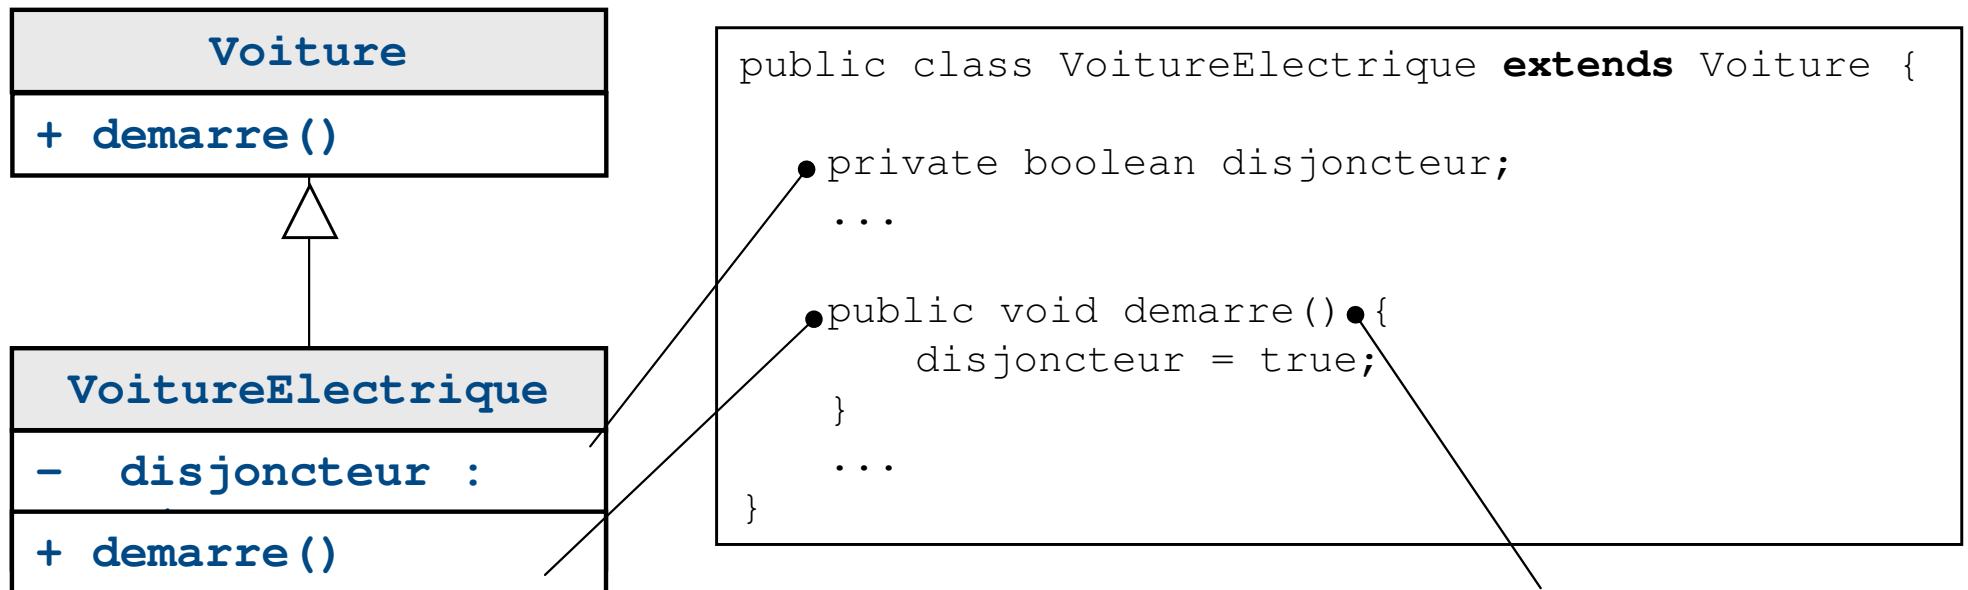 Voiture
+ demarre()
VoitureElectrique
- disjoncteur :
+ demarre()
public class VoitureElectrique extends Voiture {
private boolean disjoncteur;
...
public void demarre() {
disjoncteur = true;
}
...
}